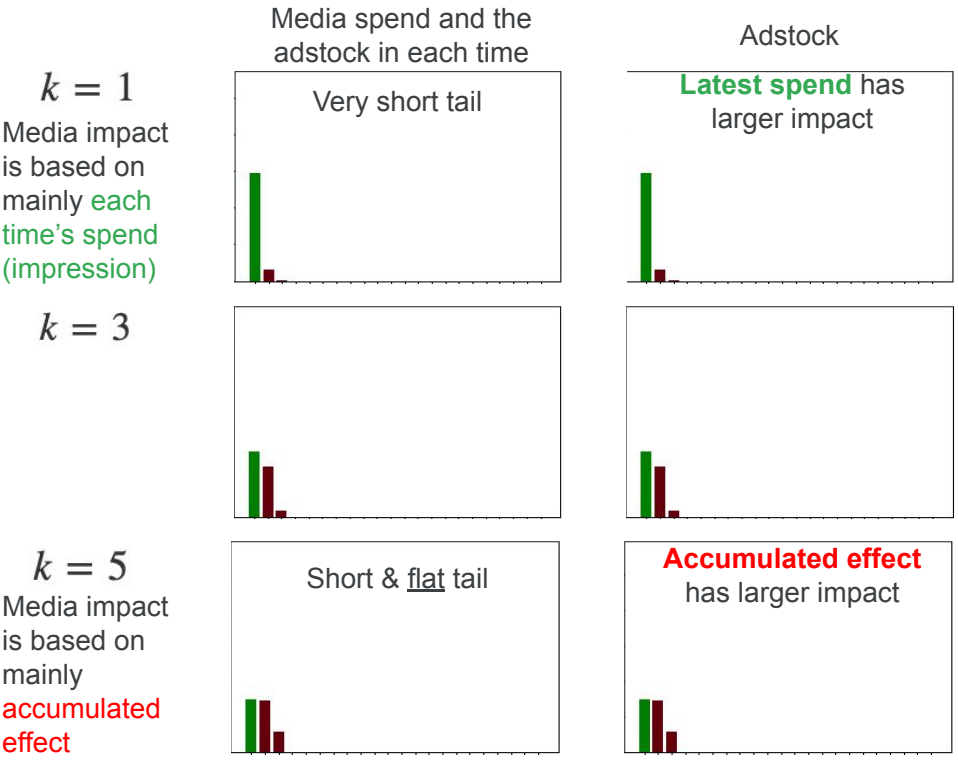 Media spend and the
adstock in each time
Adstock
k = 1
Media impact
is based on
mainly each
time's spend
(impression)
Very short tail
Latest spend has
larger impact
k = 3
k = 5
Media impact
is based on
mainly
accumulated
effect
Short & flat tail
Accumulated effect
has larger impact